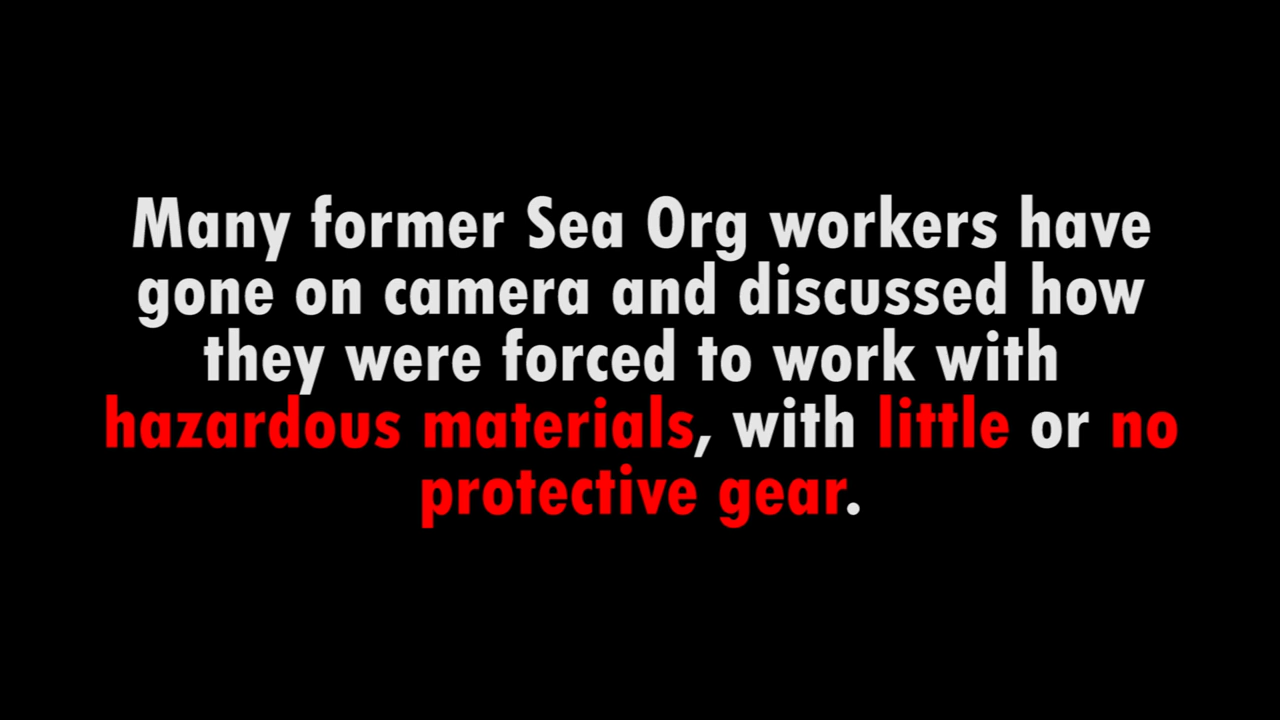 Many former Sea Org workers have
gone on camera and discussed how
they were forced to work with
hazardous materials, with little or no
protective gear.